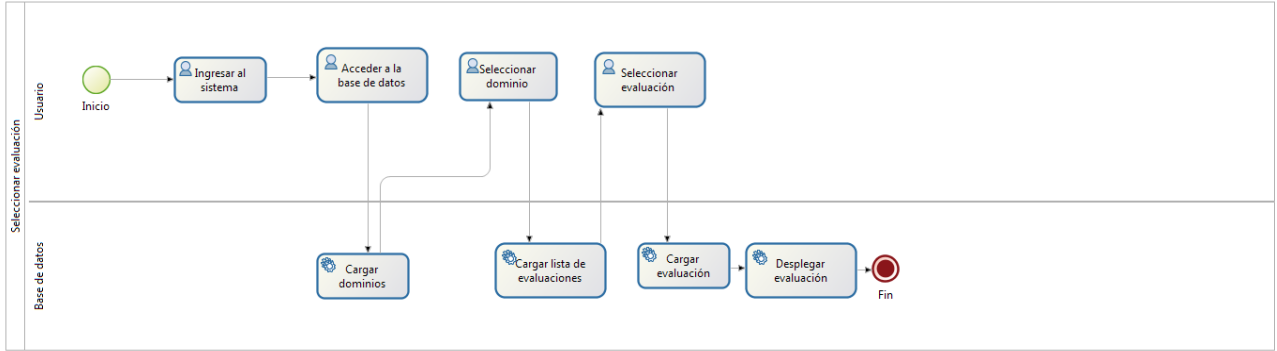 Seleccionar evaluación
Usuario
Inicio
Ingresar al
sistema
Acceder a la
base de datos
Seleccionar
dominio
Seleccionar
evaluación
Base de datos
Cargar
dominios
Cargar lista de
evaluaciones
Cargar
evaluación
Desplegar
evaluación
Fin